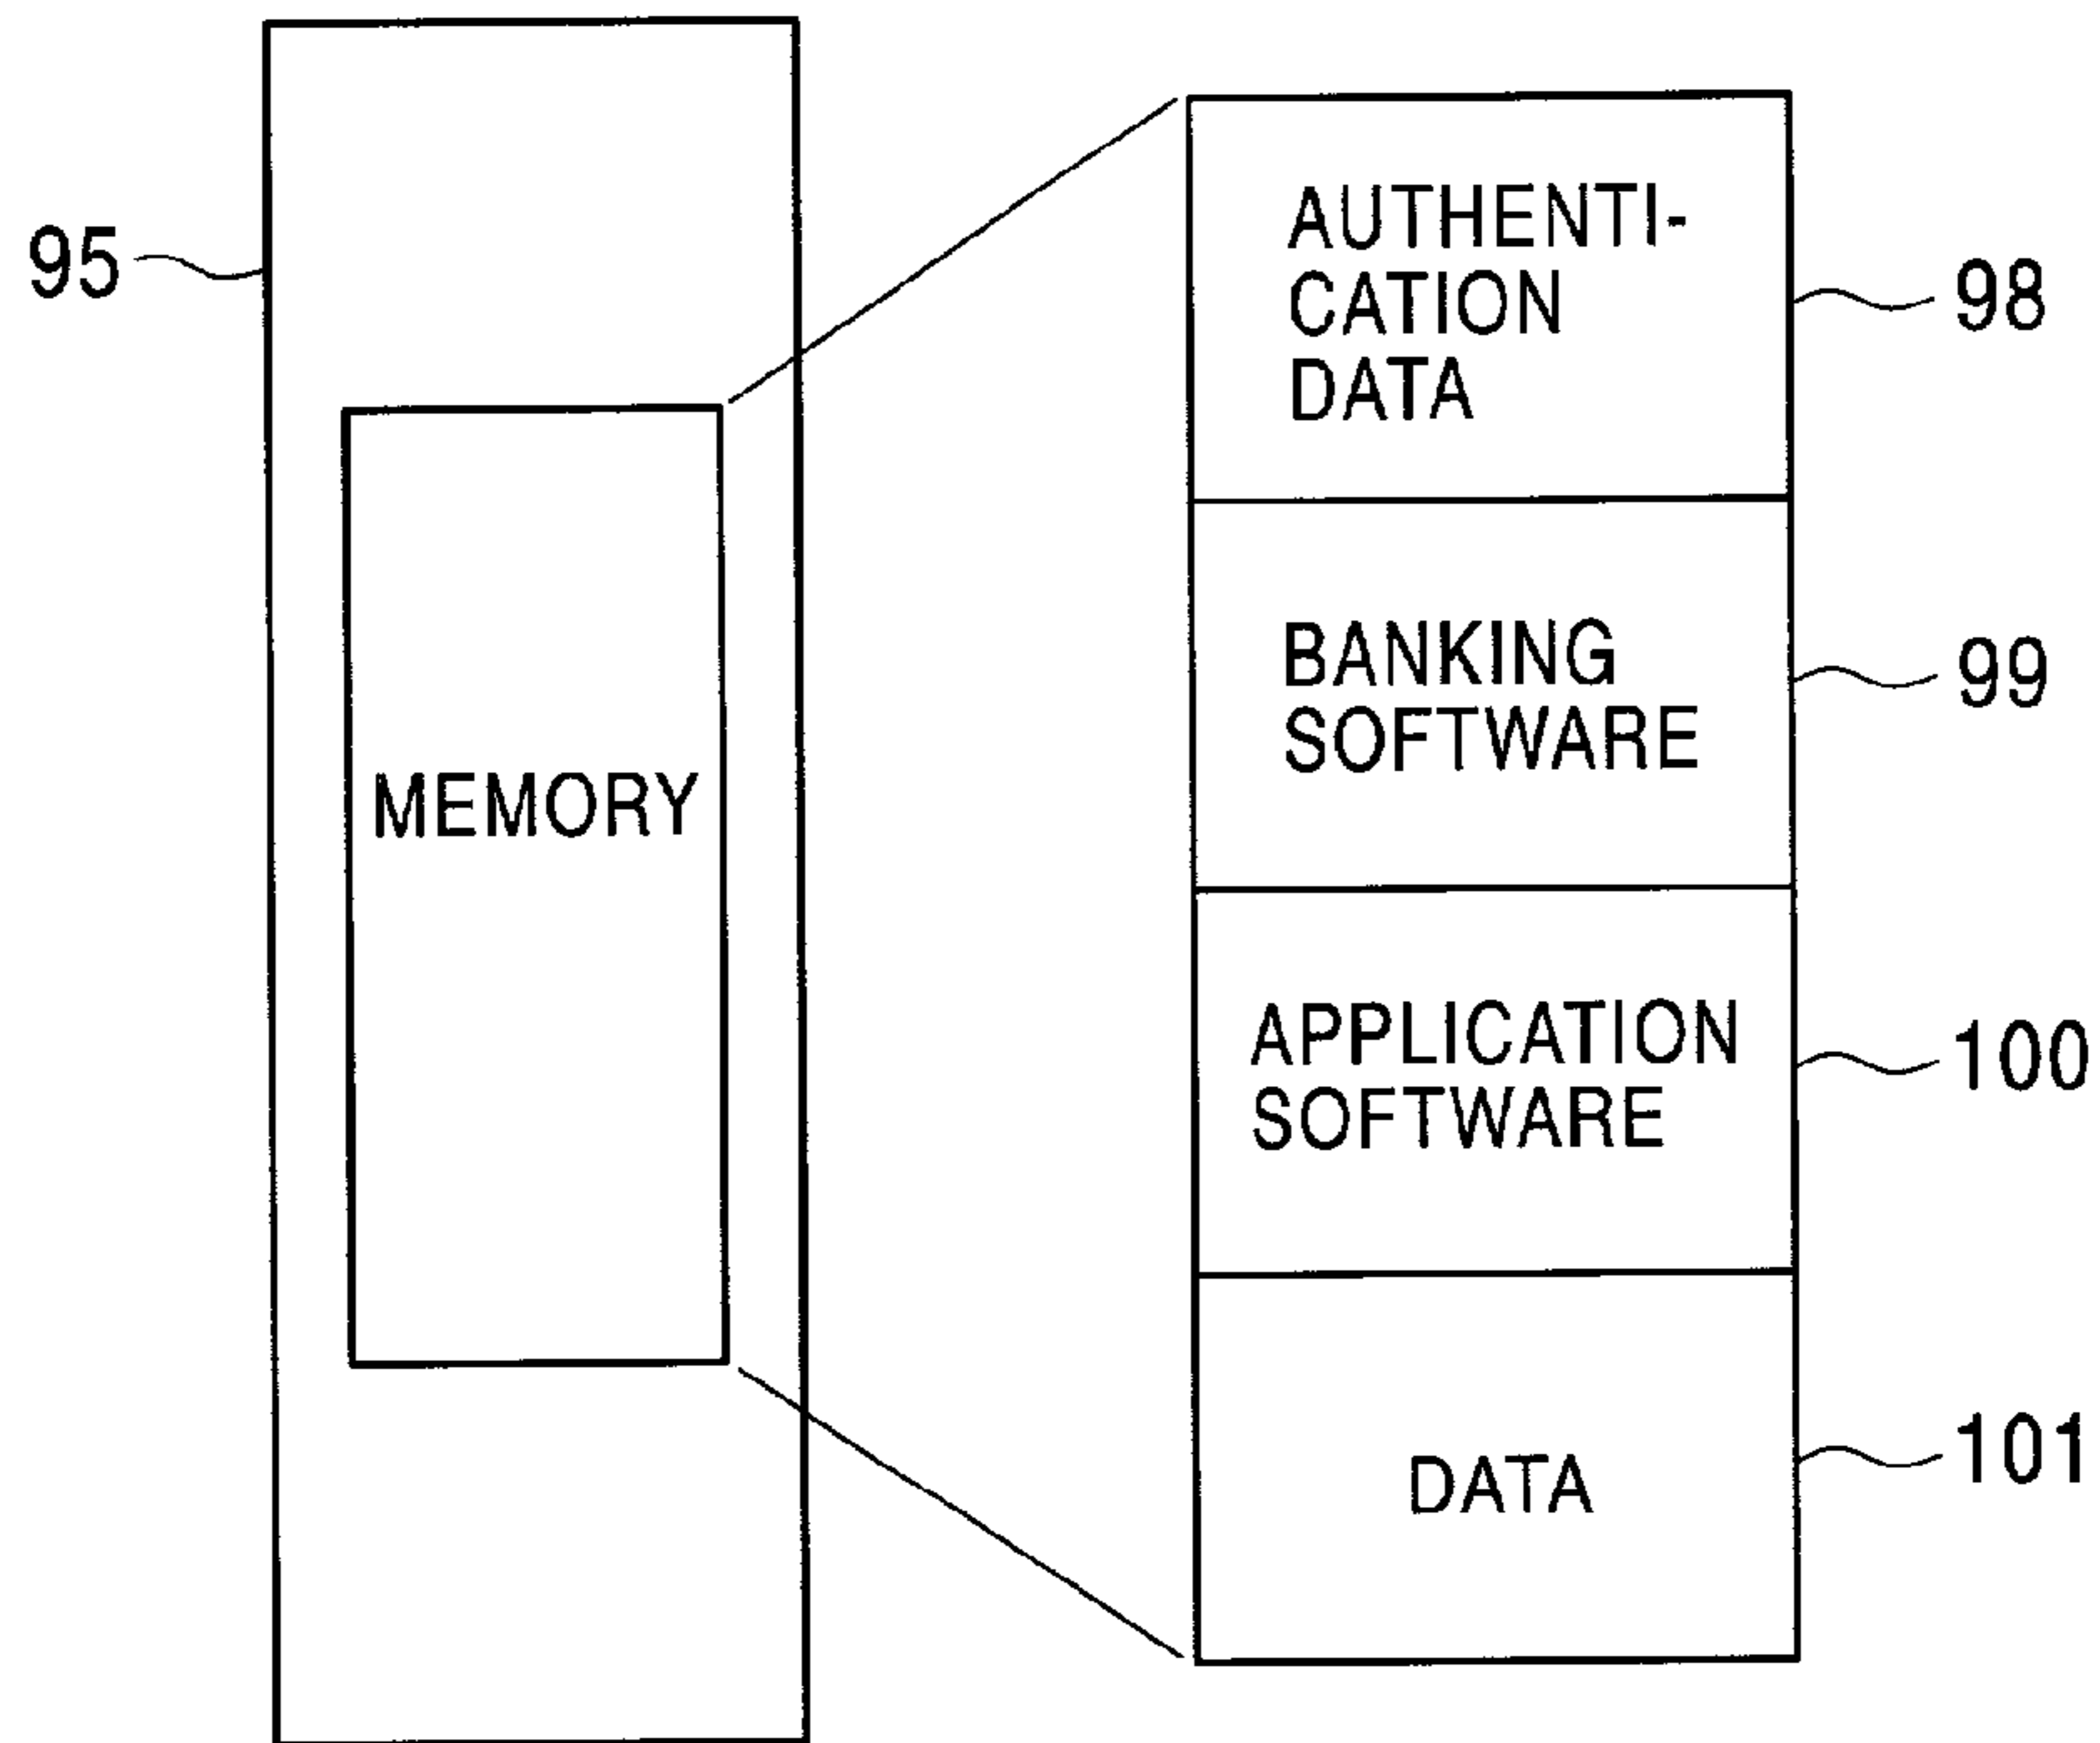 95
MEMORY
AUTHENTI-
CATION
DATA
98
BANKING
SOFTWARE
99
APPLICATION
SOFTWARE
100
DATA
101